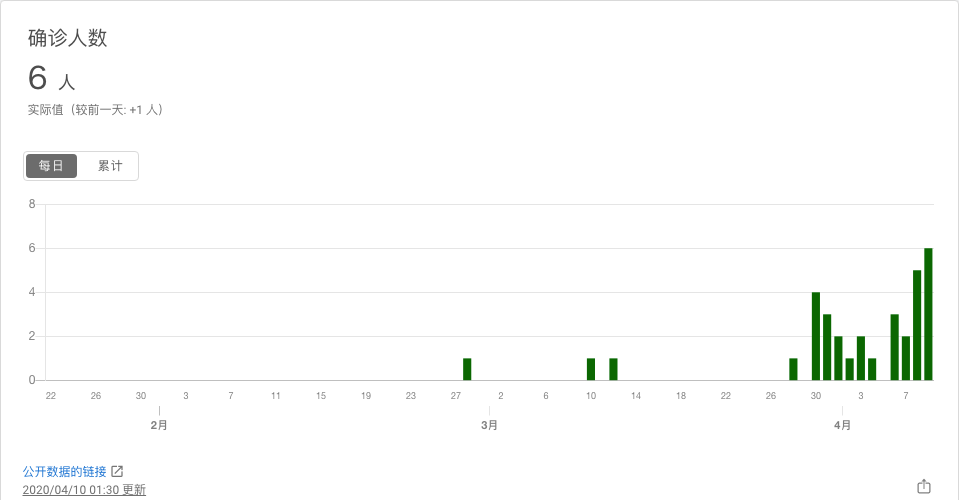 确诊人数
6 人
实际值（较前一天: +1 人）
每日 累计
8
6
4
2
0
22 26 30 3 7 11 15 19 23 27 2 6 10 14 18 22 26 30 3 7
2月 3月 4月
公开数据的链接
2020/04/10 01:30 更新